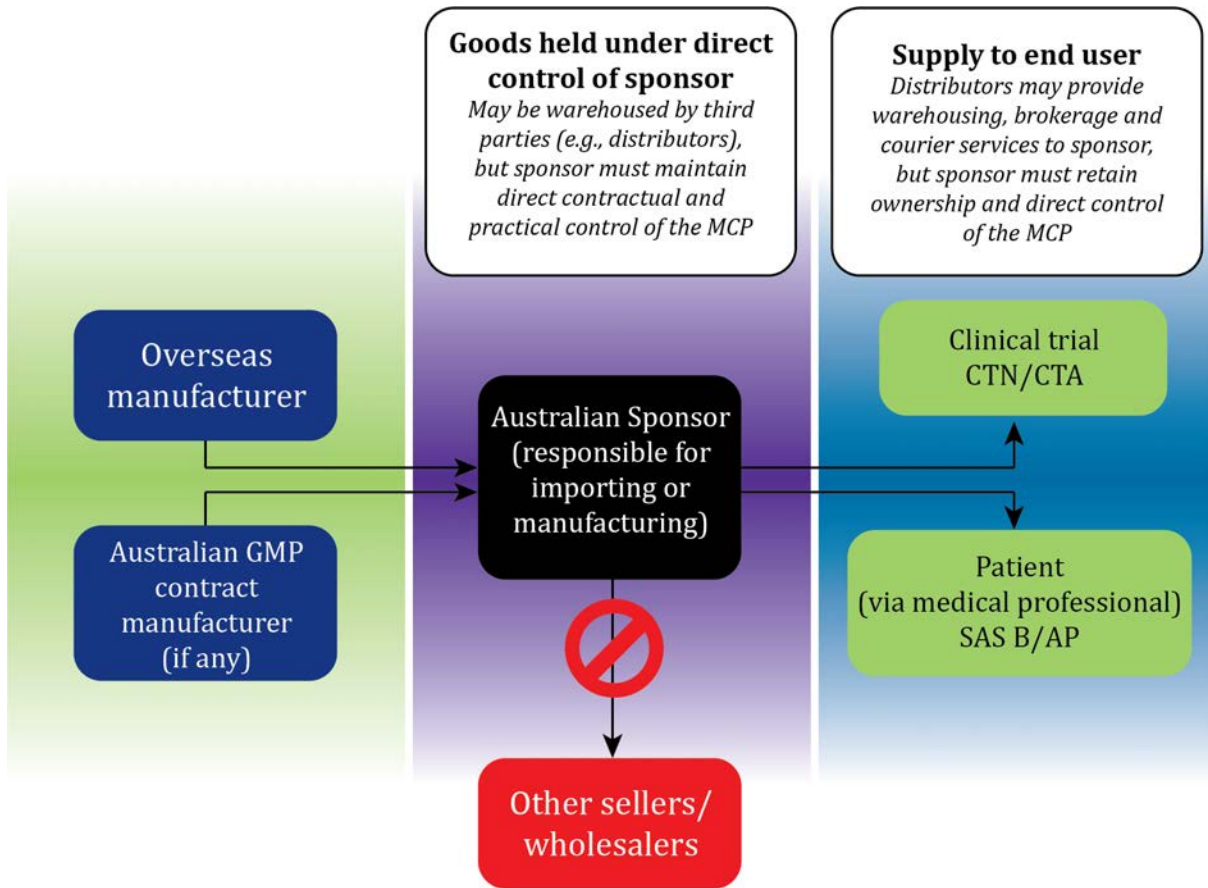 Goods held under direct
control of sponsor
May be warehoused by third
parties (e.g., distributors),
but sponsor must maintain
direct contractual and
practical control of the MCP
Supply to end user
Distributors may provide
warehousing, brokerage and
courier services to sponsor,
but sponsor must retain
ownership and direct control
of the MCP
Overseas
manufacturer
Australian GMP
contract
manufacturer
(if any)
Australian Sponsor
(responsible for
importing or
manufacturing)
Clinical trial
CTN/CTA
Patient
(via medical professional)
SAS B/AP
Other sellers/
wholesalers